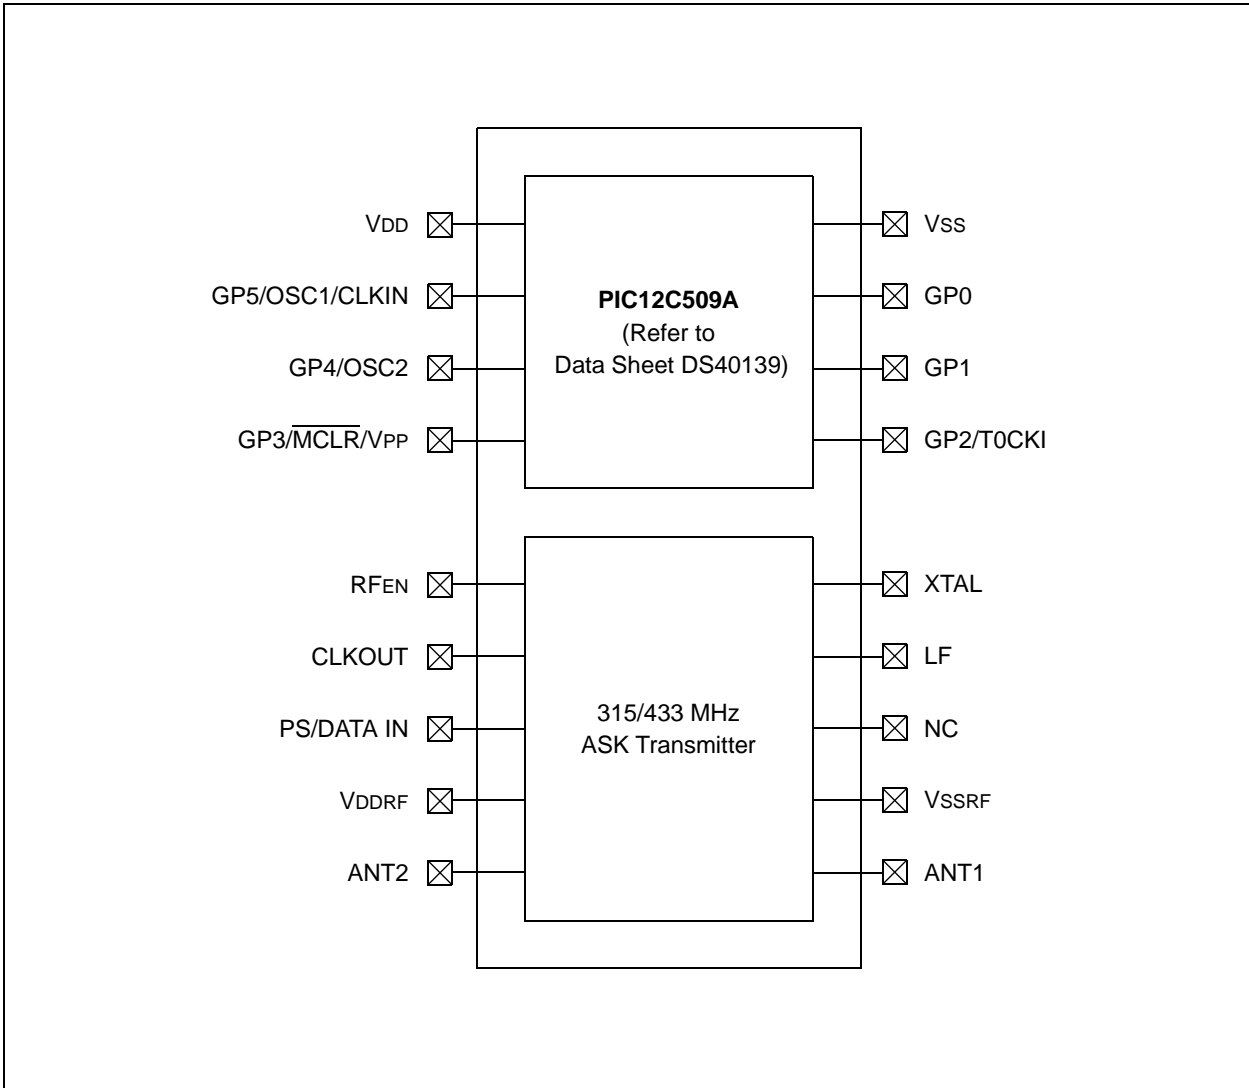 VDD
GP5/OSC1/CLKIN
GP4/OSC2
GP3/MCLR/VPP
PIC12C509A
(Refer to
Data Sheet DS40139)
VSS
GP0
GP1
GP2/T0CKI
RFEN
CLKOUT
PS/DATA IN
VDDRF
ANT2
315/433 MHz
ASK Transmitter
XTAL
LF
NC
VSSRF
ANT1